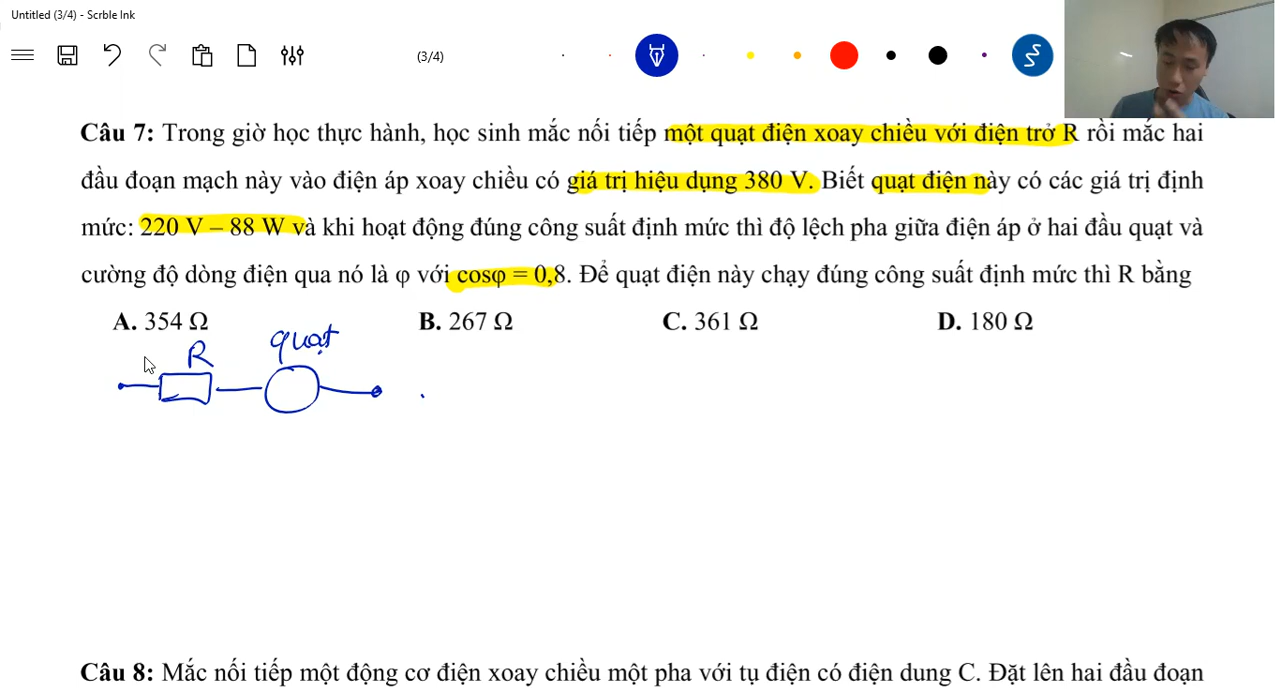 Untitled (3/4) - Scrble Ink
(3/4)
Câu 7: Trong giờ học thực hành, học sinh mắc nối tiếp một quạt điện xoay chiều với điện trở R rồi mắc hai
đầu đoạn mạch này vào điện áp xoay chiều có giá trị hiệu dụng 380 V. Biết quạt điện này có các giá trị định
mức: 220 V – 88 W và khi hoạt động đúng công suất định mức thì độ lệch pha giữa điện áp ở hai đầu quạt và
cường độ dòng điện qua nó là φ với cosφ = 0,8. Để quạt điện này chạy đúng công suất định mức thì R bằng
A. 354 Ω B. 267 Ω C. 361 Ω D. 180 Ω
R quạt
Câu 8: Mắc nối tiếp một động cơ điện xoay chiều một pha với tụ điện có điện dung C. Đặt lên hai đầu đoạn